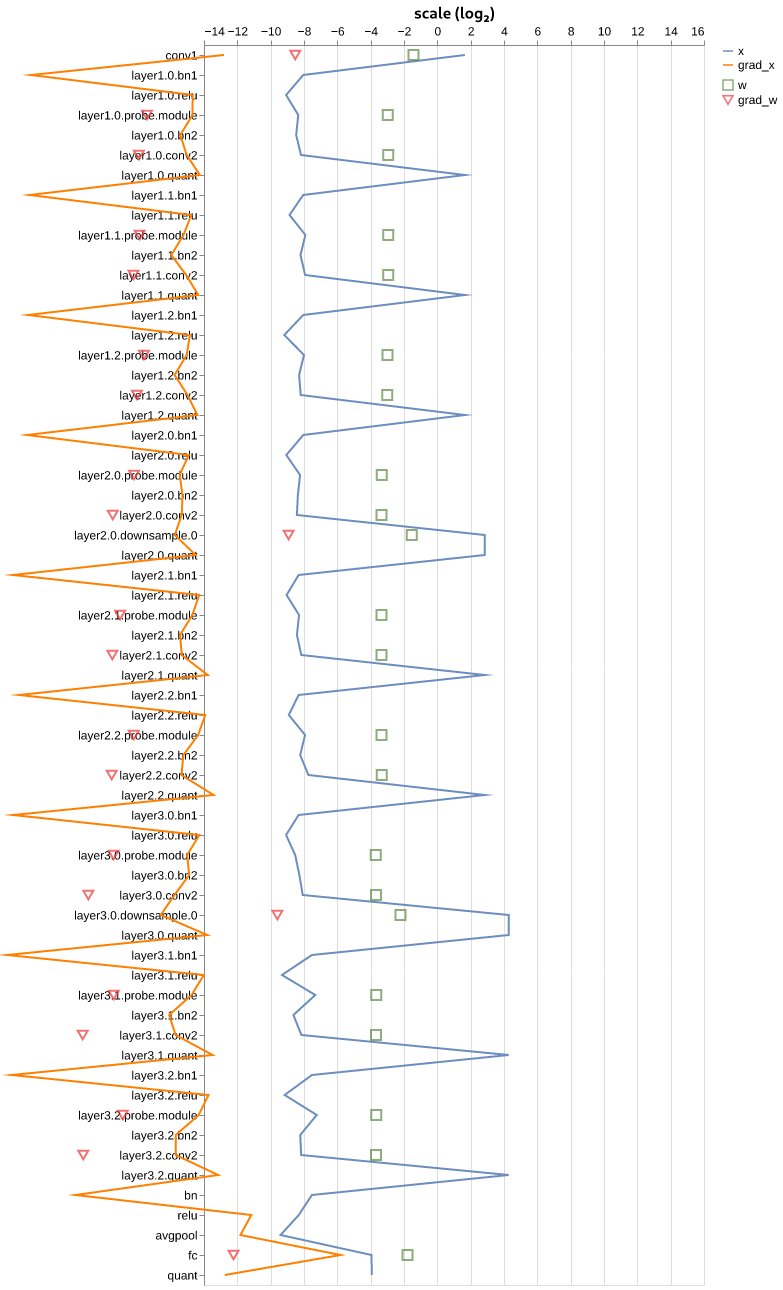 scale (log2)
−14 −12 −10 −8 −6 −4 −2 0 2 4 6 8 10 12 14 16
conv1
layer1.0.bn1
layer1.0.relu
layer1.0.probe.module
layer1.0.bn2
layer1.0.conv2
layer1.0.quant
layer1.1.bn1
layer1.1.relu
layer1.1.probe.module
layer1.1.bn2
layer1.1.conv2
layer1.1.quant
layer1.2.bn1
layer1.2.relu
layer1.2.probe.module
layer1.2.bn2
layer1.2.conv2
layer1.2.quant
layer2.0.bn1
layer2.0.relu
layer2.0.probe.module
layer2.0.bn2
layer2.0.conv2
layer2.0.downsample.0
layer2.0.quant
layer2.1.bn1
layer2.1.relu
layer2.1.probe.module
layer2.1.bn2
layer2.1.conv2
layer2.1.quant
layer2.2.bn1
layer2.2.relu
layer2.2.probe.module
layer2.2.bn2
layer2.2.conv2
layer2.2.quant
layer3.0.bn1
layer3.0.relu
layer3.0.probe.module
layer3.0.bn2
layer3.0.conv2
layer3.0.downsample.0
layer3.0.quant
layer3.1.bn1
layer3.1.relu
layer3.1.probe.module
layer3.1.bn2
layer3.1.conv2
layer3.1.quant
layer3.2.bn1
layer3.2.relu
layer3.2.probe.module
layer3.2.bn2
layer3.2.conv2
layer3.2.quant
bn
relu
avgpool
fc
quant
x
grad_x
w
grad_w